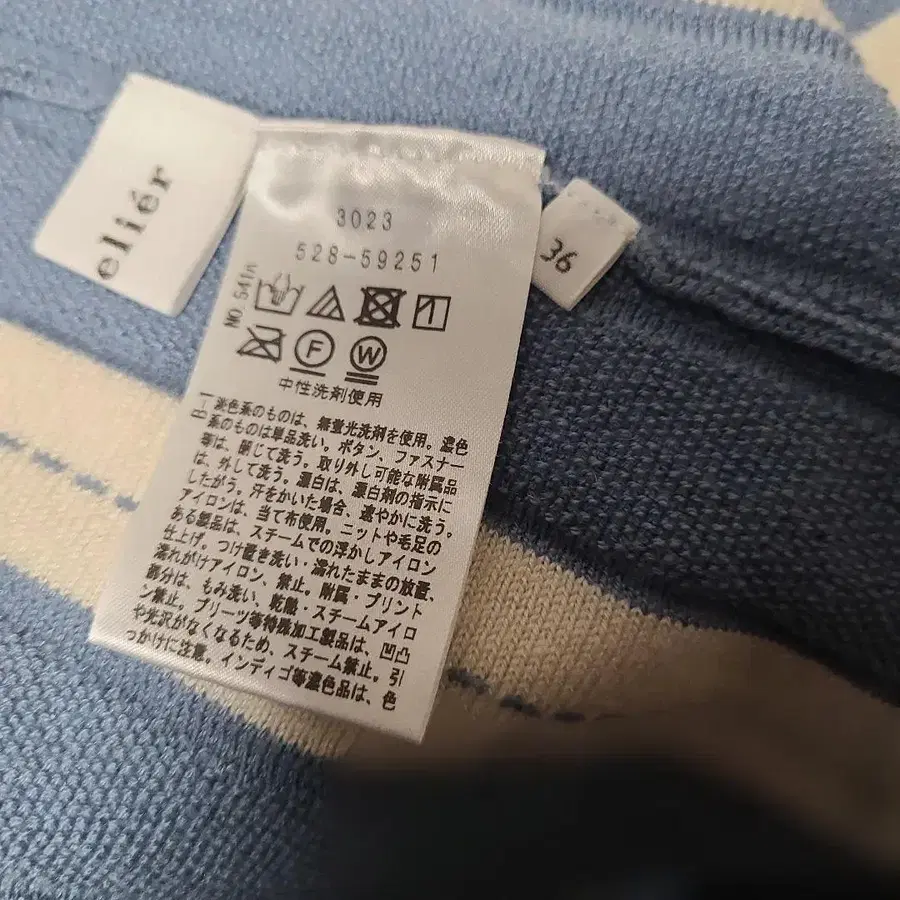 eliér
3023
528-59251
NO.541n
F
W
中性洗剤使用
淡色系のものは、無蛍光洗剤を使用。濃色
系のものは単品洗い。ボタン、ファスナー
等は、閉じて洗う。取り外し可能な附属品
は、外して洗う。漂白は、漂白剤の指示に
したがう。汗をかいた場合、速やかに洗う。
アイロンは、当て布使用。ニットや毛足の
ある製品は、スチームでの浮かしアイロン
仕上げ。つけ置き洗い・濡れたままの放置、
濡れがけアイロン、禁止。附属・プリント
部分は、もみ洗い、乾燥・スチームアイロ
ン禁止。プリーツ等特殊加工製品は、凹凸
や光沢がなくなるため、スチーム禁止。引
っかけに注意。インディゴ等濃色品は、色
36